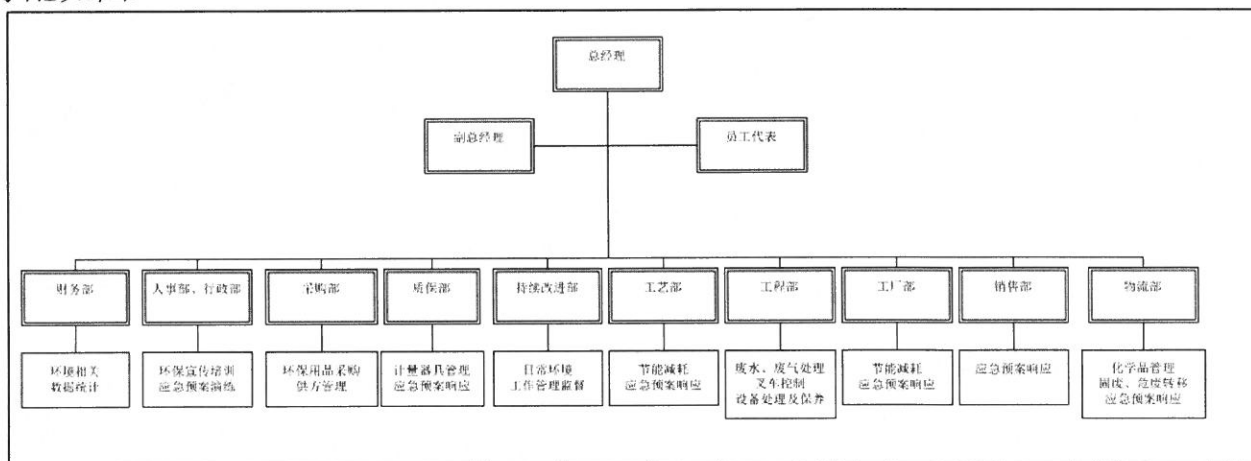 总经理
副总经理
员工代表
财务部
人事部、行政部
采购部
质保部
持续改进部
工艺部
工程部
工厂部
销售部
物流部
环境相关
数据统计
环保宣传培训
应急预案演练
环保用品采购
供方管理
计量器具管理
应急预案响应
日常环境
工作管理监督
节能减耗
应急预案响应
废水、废气处理
叉车控制
设备处理及保养
节能减耗
应急预案响应
应急预案响应
化学品管理
固废、危废转移
应急预案响应